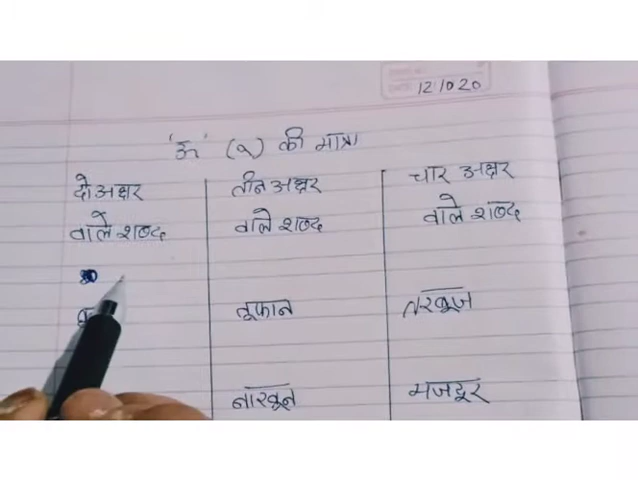 12/10 20
'ऊ' (ू) की मात्रा
दो अक्षर वाले शब्द
तीन अक्षर वाले शब्द
चार अक्षर वाले शब्द
तूफान
तरबूज
नाखून
मजदूर